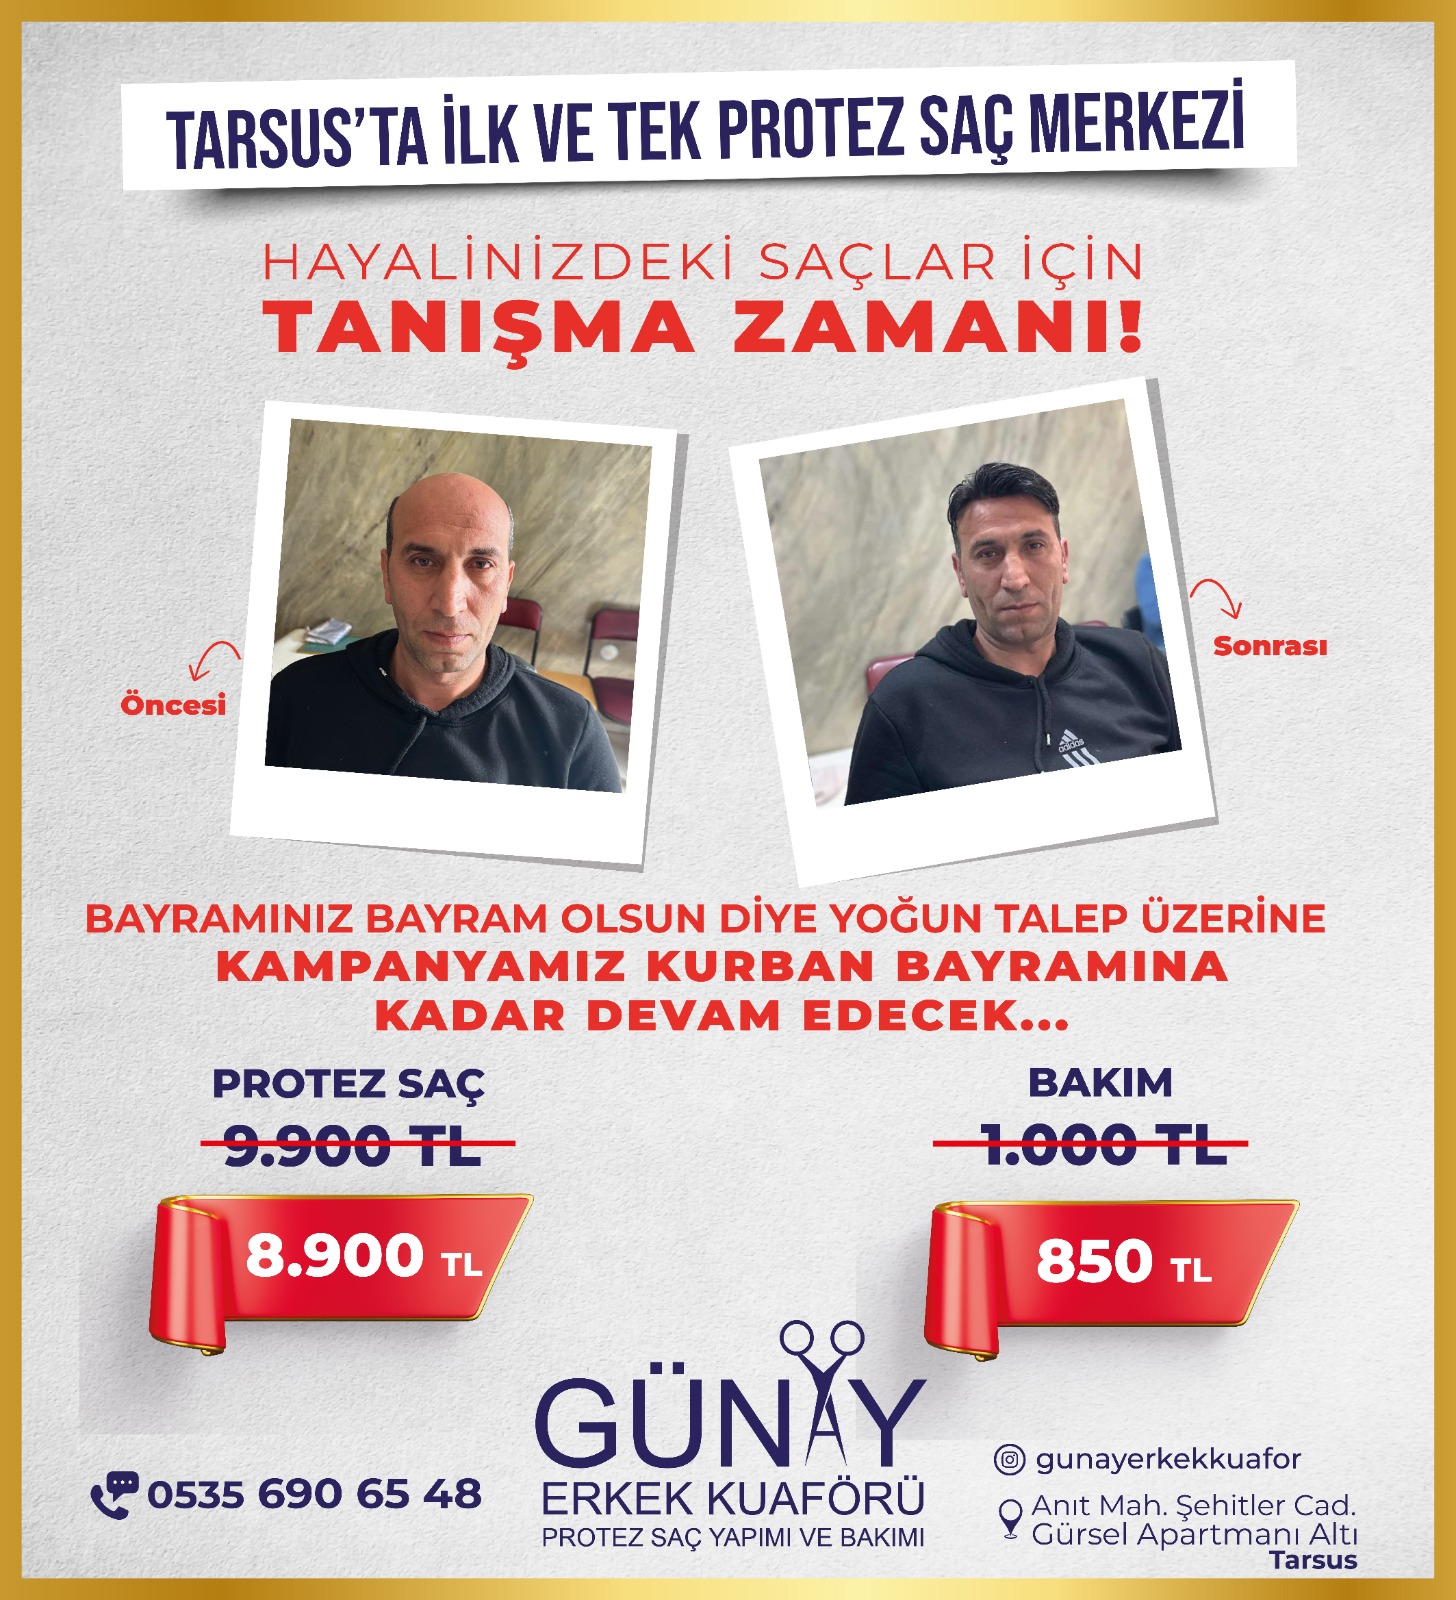 TARSUS'TA İLK VE TEK PROTEZ SAÇ MERKEZİ
HAYALİNİZDEKİ SAÇLAR İÇİN
TANIŞMA ZAMANI!
Öncesi
Sonrası
adidas
BAYRAMINIZ BAYRAM OLSUN DİYE YOĞUN TALEP ÜZERİNE
KAMPANYAMIZ KURBAN BAYRAMINA
KADAR DEVAM EDECEK...
PROTEZ SAÇ
9.900 TL
8.900 TL
BAKIM
1.000 TL
850 TL
GÜNAY
ERKEK KUAFÖRÜ
PROTEZ SAÇ YAPIMI VE BAKIMI
0535 690 65 48
gunayerkekkuafor
Anıt Mah. Şehitler Cad.
Gürsel Apartmanı Altı
Tarsus